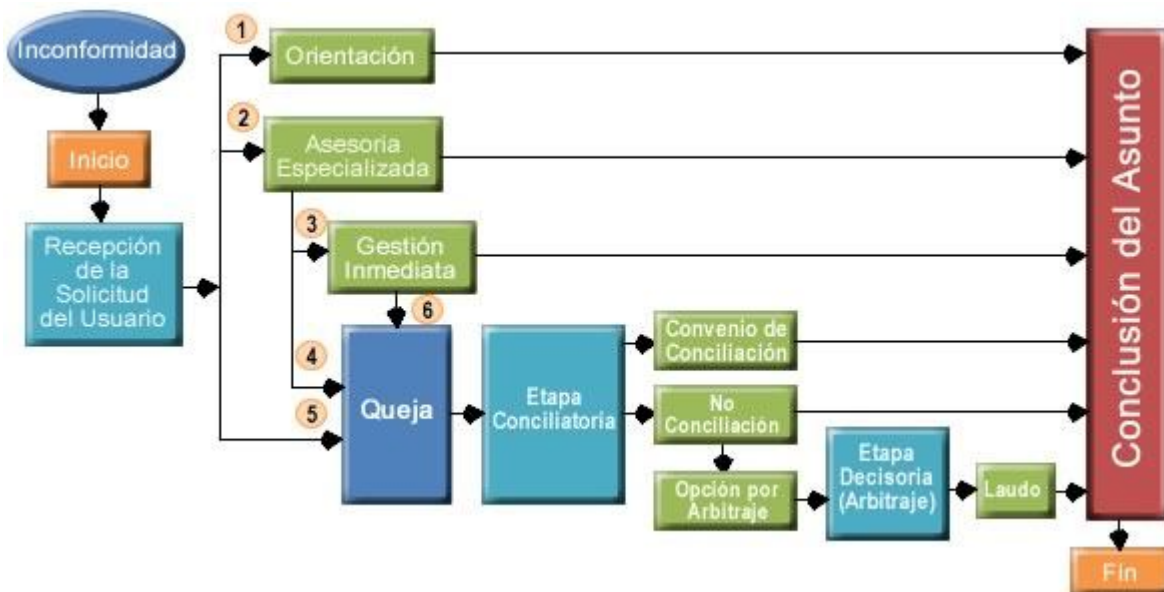 Inconformidad
Inicio
Recepción
de la
Solicitud
del Usuario
1
Orientación
2
Asesoria
Especializada
3
Gestión
Inmediata
6
4
5
Queja
Etapa
Conciliatoria
Convenio de
Conciliación
No
Conciliación
Opción por
Arbitraje
Etapa
Decisoria
(Arbitraje)
Laudo
Conclusión del Asunto
Fin